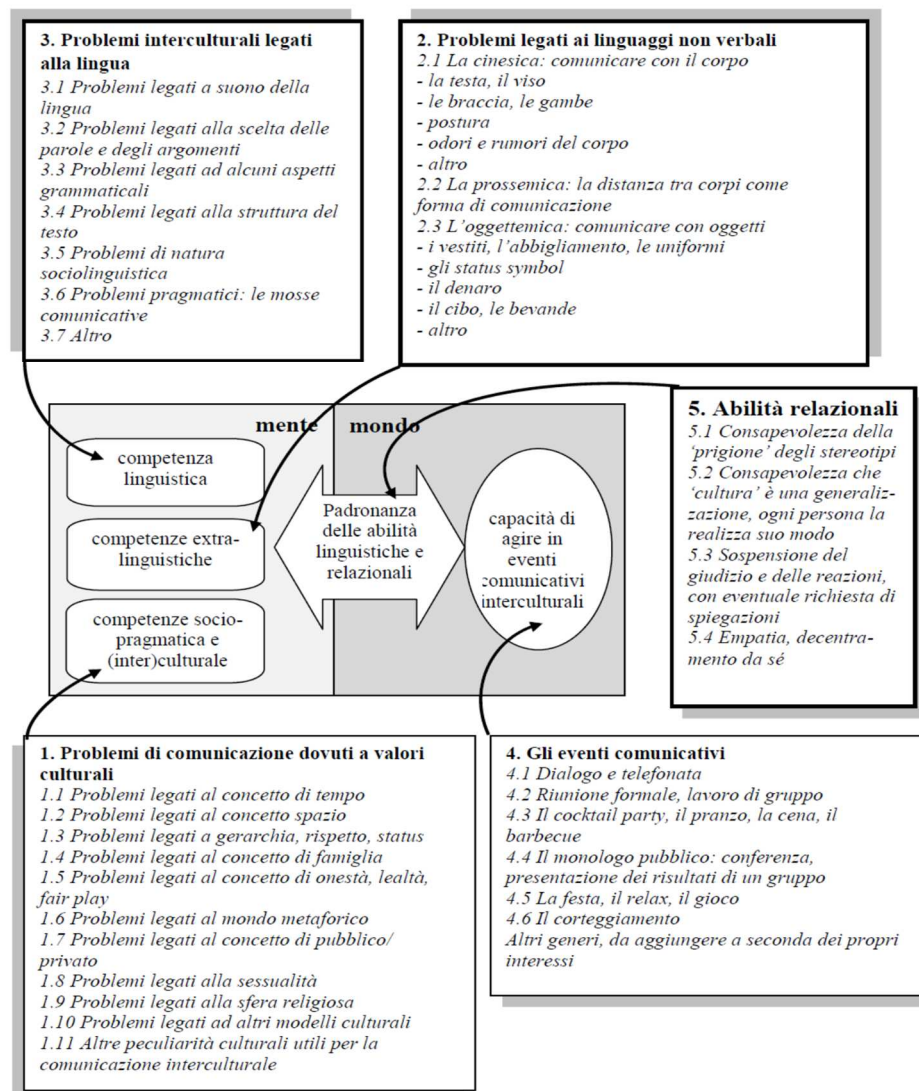 3. Problemi interculturali legati
alla lingua
3.1 Problemi legati a suono della
lingua
3.2 Problemi legati alla scelta delle
parole e degli argomenti
3.3 Problemi legati ad alcuni aspetti
grammaticali
3.4 Problemi legati alla struttura del
testo
3.5 Problemi di natura
sociolinguistica
3.6 Problemi pragmatici: le mosse
comunicative
3.7 Altro
2. Problemi legati ai linguaggi non verbali
2.1 La cinesica: comunicare con il corpo
- la testa, il viso
- le braccia, le gambe
- postura
- odori e rumori del corpo
- altro
2.2 La prossemica: la distanza tra corpi come
forma di comunicazione
2.3 L'oggettemica: comunicare con oggetti
- i vestiti, l'abbigliamento, le uniformi
- gli status symbol
- il denaro
- il cibo, le bevande
- altro
mente
mondo
competenza
linguistica
competenze extra-
linguistiche
competenze socio-
pragmatica e
(inter)culturale
Padronanza
delle abilità
linguistiche e
relazionali
capacità di
agire in
eventi
comunicativi
interculturali
5. Abilità relazionali
5.1 Consapevolezza della
'prigione' degli stereotipi
5.2 Consapevolezza che
'cultura' è una generaliz-
zazione, ogni persona la
realizza suo modo
5.3 Sospensione del
giudizio e delle reazioni,
con eventuale richiesta di
spiegazioni
5.4 Empatia, decentra-
mento da sé
1. Problemi di comunicazione dovuti a valori
culturali
1.1 Problemi legati al concetto di tempo
1.2 Problemi legati al concetto spazio
1.3 Problemi legati a gerarchia, rispetto, status
1.4 Problemi legati al concetto di famiglia
1.5 Problemi legati al concetto di onestà, lealtà,
fair play
1.6 Problemi legati al mondo metaforico
1.7 Problemi legati al concetto di pubblico/
privato
1.8 Problemi legati alla sessualità
1.9 Problemi legati alla sfera religiosa
1.10 Problemi legati ad altri modelli culturali
1.11 Altre peculiarità culturali utili per la
comunicazione interculturale
4. Gli eventi comunicativi
4.1 Dialogo e telefonata
4.2 Riunione formale, lavoro di gruppo
4.3 Il cocktail party, il pranzo, la cena, il
barbecue
4.4 Il monologo pubblico: conferenza,
presentazione dei risultati di un gruppo
4.5 La festa, il relax, il gioco
4.6 Il corteggiamento
Altri generi, da aggiungere a seconda dei propri
interessi